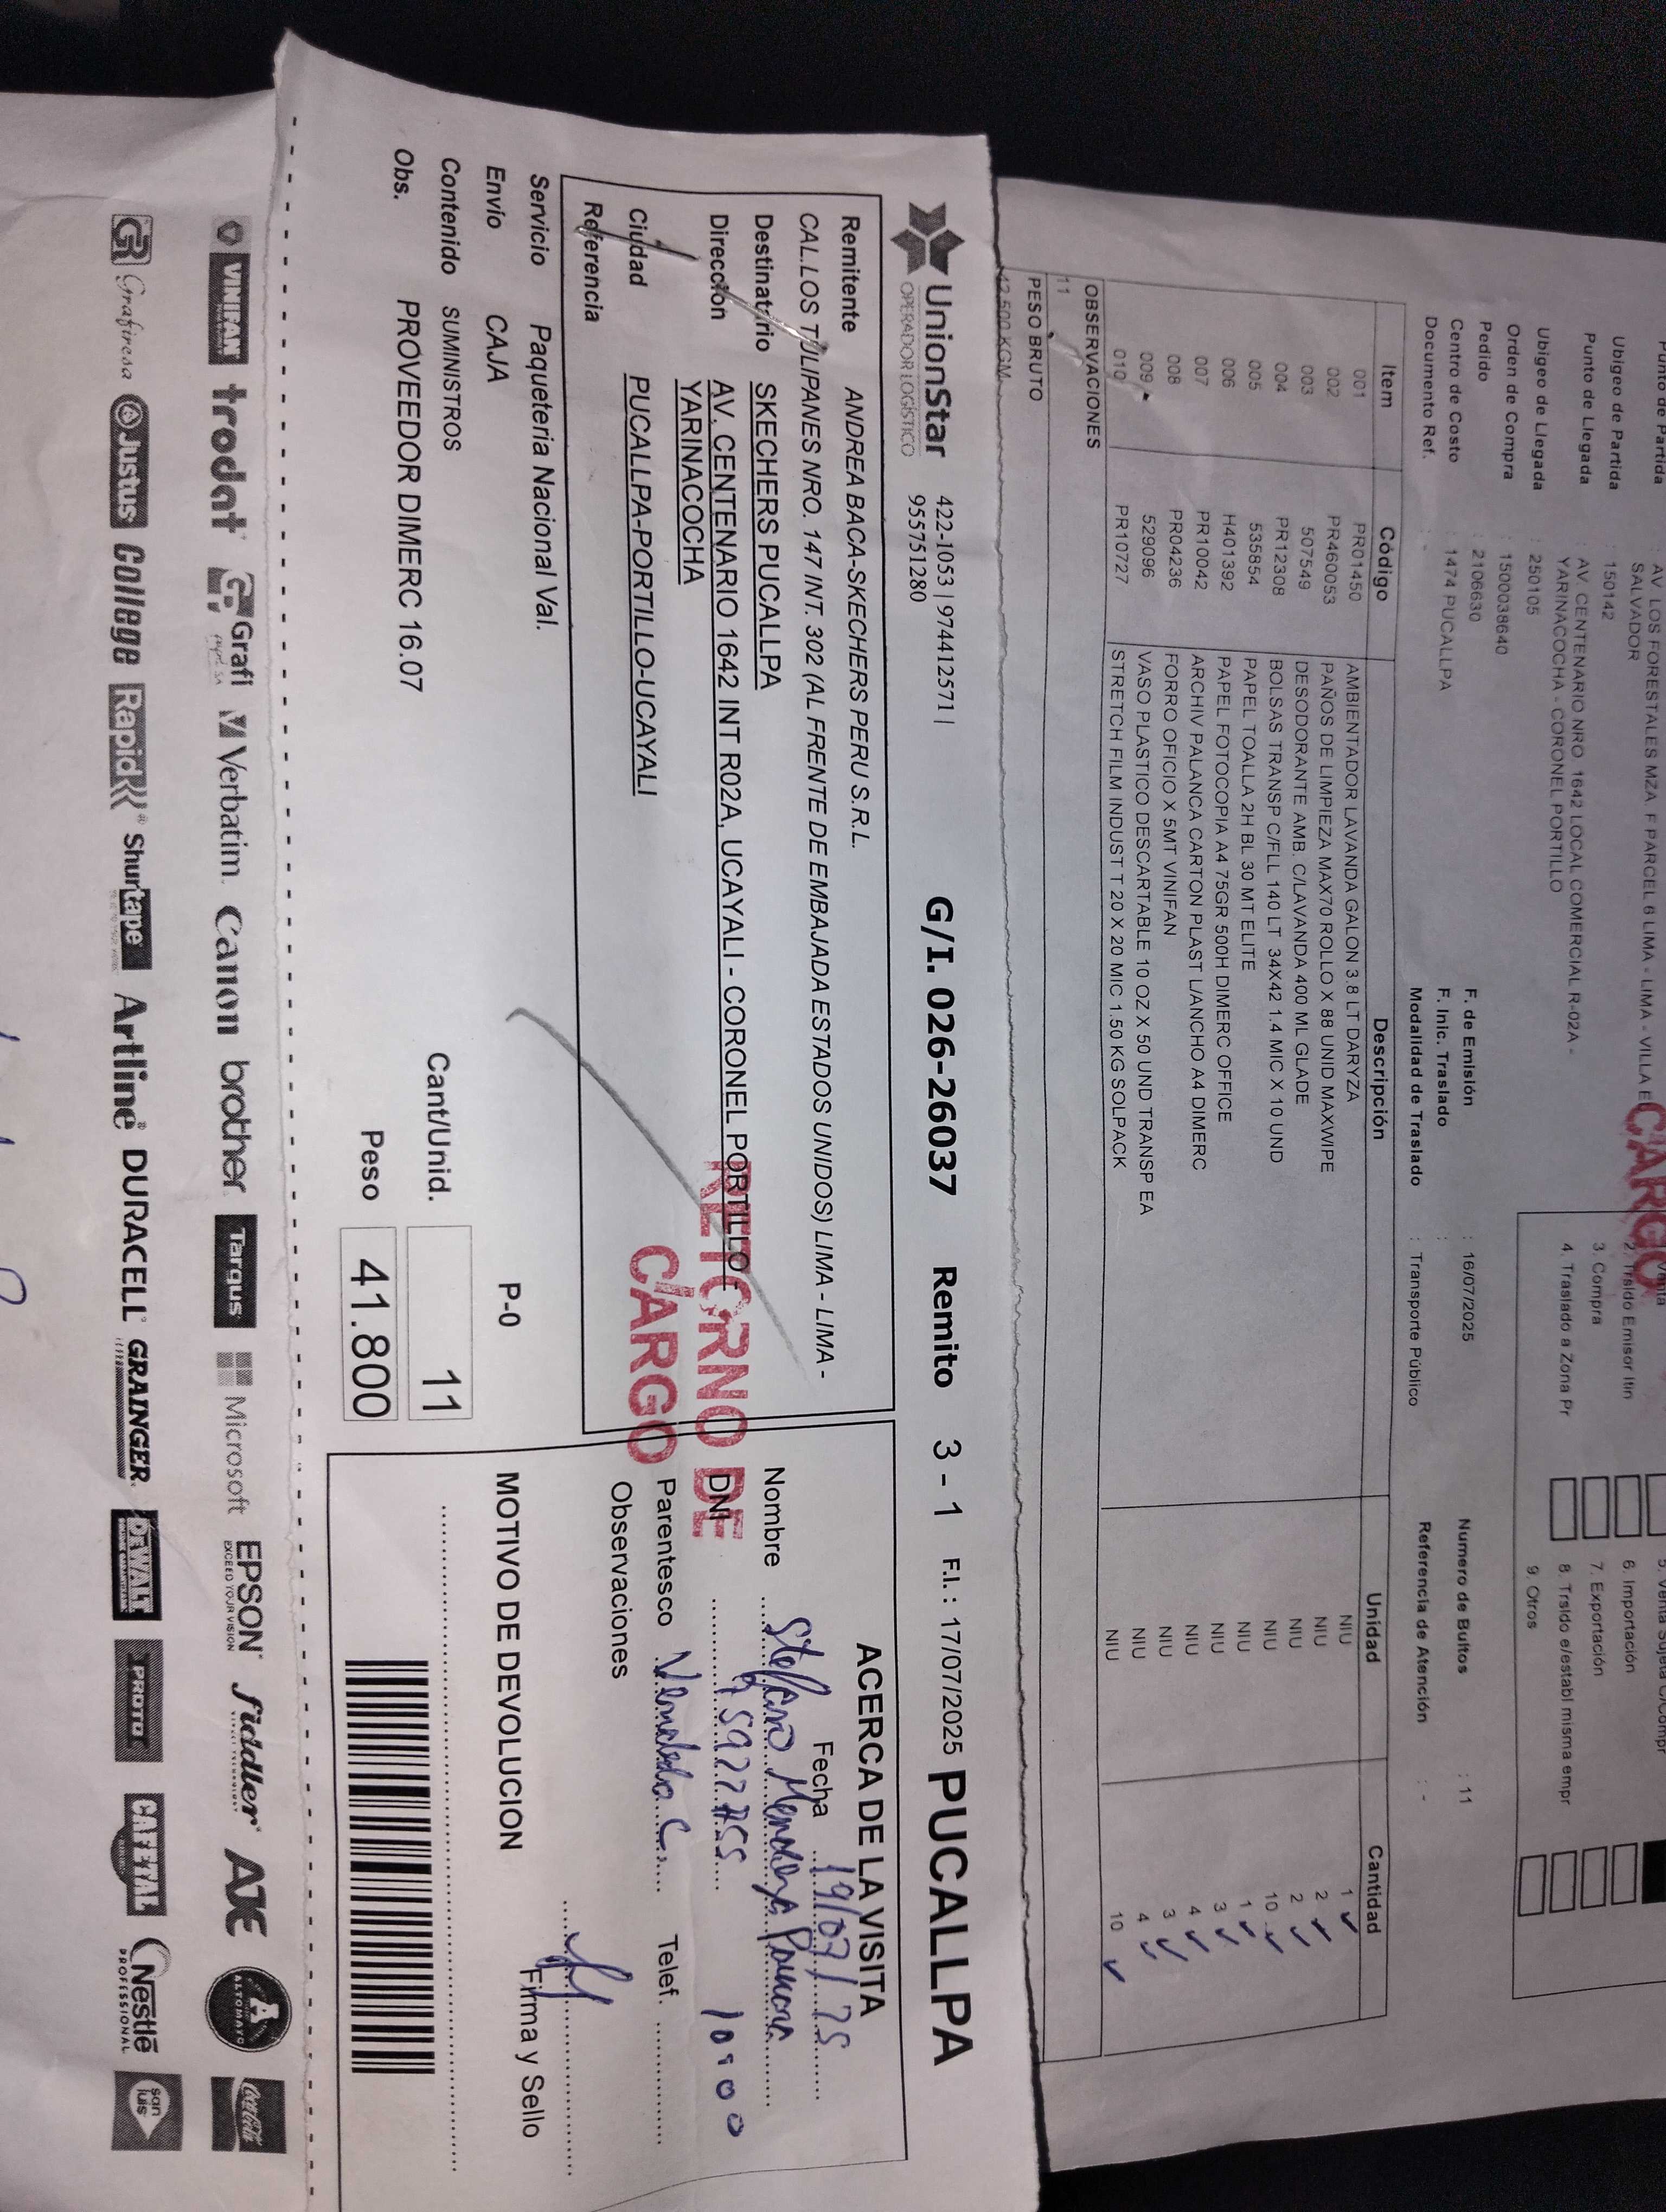 AV LOS FORESTALES MZA. F PARCEL 6 LIMA - LIMA - VILLA E
SALVADOR
Ubigeo de Partida : 150142
Punto de Llegada : AV. CENTENARIO NRO. 1642 LOCAL COMERCIAL R-02A -
YARINACOCHA - CORONEL PORTILLO
Ubigeo de Llegada : 250105
Orden de Compra : 1500038640
Pedido : 2106630
Centro de Costo : 1474 PUCALLPA
Documento Ref. : -
CARGO
2. Trsldo Emisor Itin
3. Compra
4. Traslado a Zona Pr
6. Importación
7. Exportación
8. Trsldo e/establ misma empr
9. Otros
F. de Emisión : 16/07/2025
F. Inic. Traslado :
Modalidad de Traslado : Transporte Público
Numero de Bultos : 11
Referencia de Atención : -
Item Código Descripción Unidad Cantidad
001 PR01450 AMBIENTADOR LAVANDA GALON 3.8 LT DARYZA NIU 1
002 PR460053 PAÑOS DE LIMPIEZA MAX70 ROLLO X 88 UNID MAXWIPE NIU 2
003 507549 DESODORANTE AMB. C/LAVANDA 400 ML GLADE NIU 2
004 PR12308 BOLSAS TRANSP C/FLL 140 LT 34X42 1.4 MIC X 10 UND NIU 10
005 535854 PAPEL TOALLA 2H BL 30 MT ELITE NIU 1
006 H401392 PAPEL FOTOCOPIA A4 75GR 500H DIMERC OFFICE NIU 3
007 PR10042 ARCHIV PALANCA CARTON PLAST L/ANCHO A4 DIMERC NIU 4
008 PR04236 FORRO OFICIO X 5MT VINIFAN NIU 3
009 529096 VASO PLASTICO DESCARTABLE 10 OZ X 50 UND TRANSP EA NIU 4
010 PR10727 STRETCH FILM INDUST T 20 X 20 MIC 1.50 KG SOLPACK NIU 10
OBSERVACIONES
11
PESO BRUTO
UnionStar
OPERADOR LOGÍSTICO
422-1053 | 974412571 |
955751280
G/I. 026-26037 Remito 3 - 1 F.I.: 17/07/2025 PUCALLPA
Remitente ANDREA BACA-SKECHERS PERU S.R.L.
CAL.LOS TULIPANES NRO. 147 INT. 302 (AL FRENTE DE EMBAJADA ESTADOS UNIDOS) LIMA - LIMA -
Destinatario SKECHERS PUCALLPA
Dirección AV. CENTENARIO 1642 INT R02A, UCAYALI - CORONEL PORTILLO -
YARINACOCHA
Ciudad PUCALLPA-PORTILLO-UCAYALI
Referencia
RETORNO DE
CARGO
Servicio Paqueteria Nacional Val.
Envío CAJA P-0
Contenido SUMINISTROS Cant/Unid. 11
Obs. PROVEEDOR DIMERC 16.07 Peso 41.800
ACERCA DE LA VISITA
Fecha 19/07/25
Nombre Stefano
DNI
Parentesco Telef.
Observaciones
Firma y Sello
MOTIVO DE DEVOLUCION
VINIFAN trodat Grafi papel S.A. Verbatim. Canon brother Targus Microsoft EPSON EXCEED YOUR VISION fiddler AJE A ALTOMAYO Coca-Cola
GR Grafiresa Justus College Rapid Shurtape Artline DURACELL GRAINGER DEWALT PROTO CAFETAL Nestlé PROFESSIONAL san luis